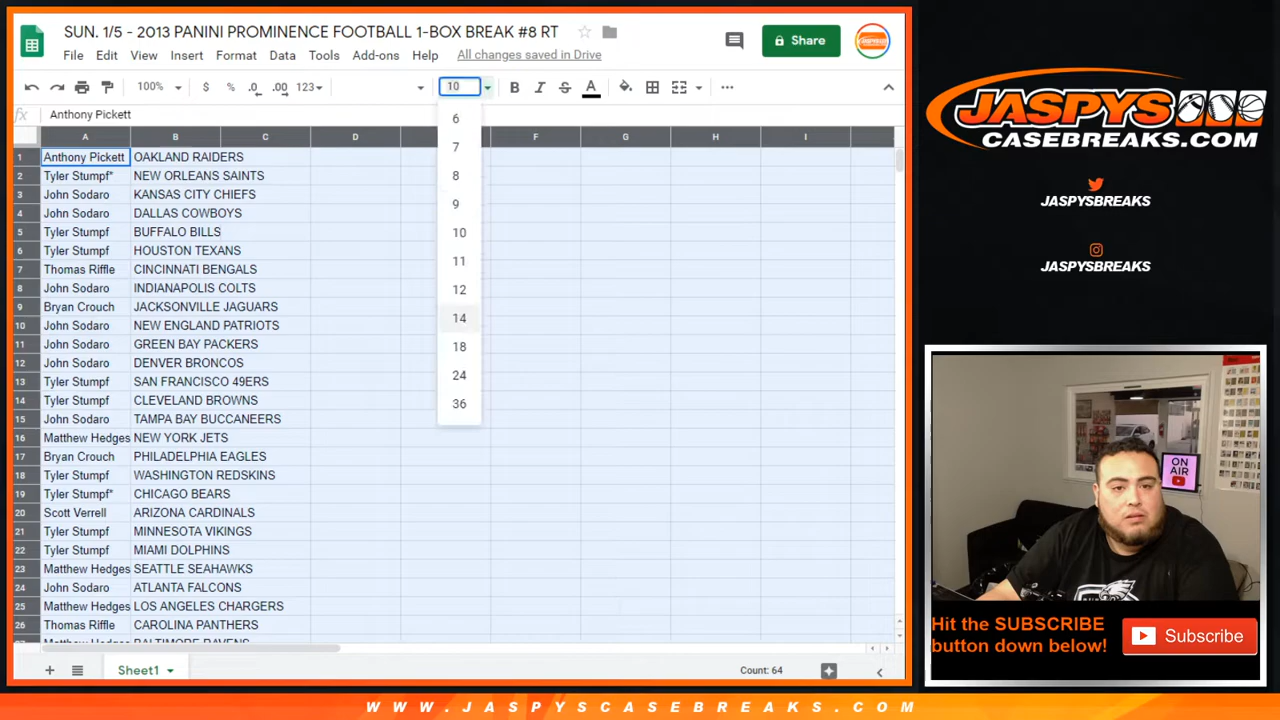 SUN. 1/5 - 2013 PANINI PROMINENCE FOOTBALL 1-BOX BREAK #8 RT
File Edit View Insert Format Data Tools Add-ons Help All changes saved in Drive
Share
100% $ % .0 .00 123 10 B I S A
fx Anthony Pickett
A B C D F G H I
1 Anthony Pickett OAKLAND RAIDERS
2 Tyler Stumpf* NEW ORLEANS SAINTS
3 John Sodaro KANSAS CITY CHIEFS
4 John Sodaro DALLAS COWBOYS
5 Tyler Stumpf BUFFALO BILLS
6 Tyler Stumpf HOUSTON TEXANS
7 Thomas Riffle CINCINNATI BENGALS
8 John Sodaro INDIANAPOLIS COLTS
9 Bryan Crouch JACKSONVILLE JAGUARS
10 John Sodaro NEW ENGLAND PATRIOTS
11 John Sodaro GREEN BAY PACKERS
12 John Sodaro DENVER BRONCOS
13 Tyler Stumpf SAN FRANCISCO 49ERS
14 Tyler Stumpf CLEVELAND BROWNS
15 John Sodaro TAMPA BAY BUCCANEERS
16 Matthew Hedges NEW YORK JETS
17 Bryan Crouch PHILADELPHIA EAGLES
18 Tyler Stumpf WASHINGTON REDSKINS
19 Tyler Stumpf* CHICAGO BEARS
20 Scott Verrell ARIZONA CARDINALS
21 Tyler Stumpf MINNESOTA VIKINGS
22 Tyler Stumpf MIAMI DOLPHINS
23 Matthew Hedges SEATTLE SEAHAWKS
24 John Sodaro ATLANTA FALCONS
25 Matthew Hedges LOS ANGELES CHARGERS
26 Thomas Riffle CAROLINA PANTHERS
27 Matthew Hedges BALTIMORE RAVENS
6
7
8
9
10
11
12
14
18
24
36
Sheet1
Count: 64
JASPYS
CASEBREAKS.COM
JASPYSBREAKS
JASPYSBREAKS
ON
AIR
Hit the SUBSCRIBE
button down below!
Subscribe
WWW.JASPYSCASEBREAKS.COM